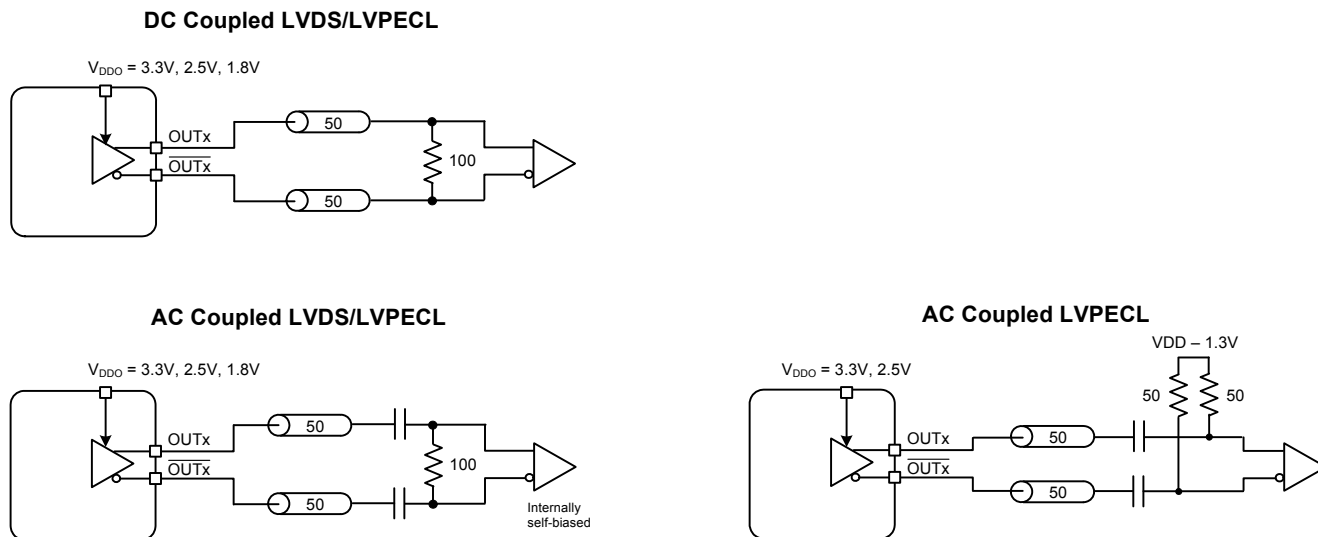 DC Coupled LVDS/LVPECL
VDDO = 3.3V, 2.5V, 1.8V
OUTx
OUTx
50
50
100
AC Coupled LVDS/LVPECL
VDDO = 3.3V, 2.5V, 1.8V
OUTx
OUTx
50
50
100
Internally
self-biased
AC Coupled LVPECL
VDD – 1.3V
VDDO = 3.3V, 2.5V
50
50
OUTx
OUTx
50
50